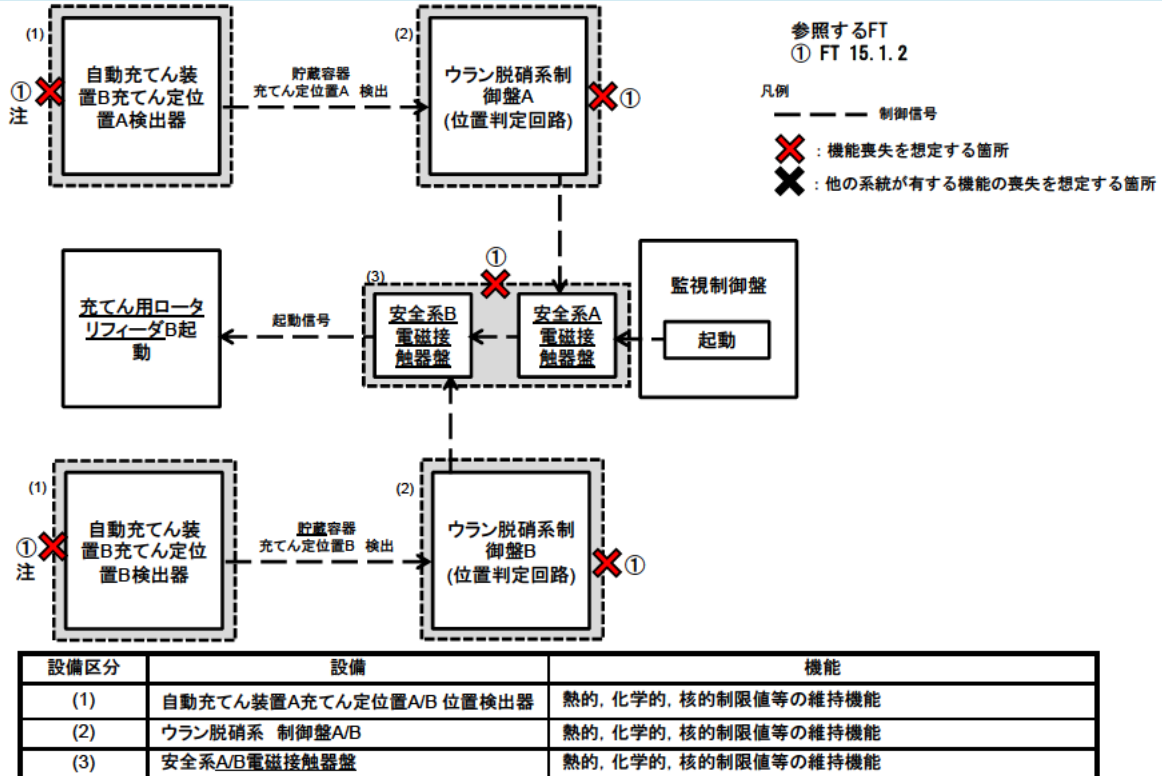 (1)
自動充てん装
置B充てん定位
置A検出器
①
注
貯蔵容器
充てん定位置A 検出
(2)
ウラン脱硝系制
御盤A
(位置判定回路)
①
参照するFT
① FT 15.1.2
凡例
制御信号
：機能喪失を想定する箇所
：他の系統が有する機能の喪失を想定する箇所
充てん用ロータ
リフィーダB起
動
起動信号
(3)
①
安全系B
電磁接
触器盤
安全系A
電磁接
触器盤
監視制御盤
起動
(1)
自動充てん装
置B充てん定位
置B検出器
①
注
貯蔵容器
充てん定位置B 検出
(2)
ウラン脱硝系制
御盤B
(位置判定回路)
①
設備区分 設備 機能
(1) 自動充てん装置A充てん定位置A/B 位置検出器 熱的, 化学的, 核的制限値等の維持機能
(2) ウラン脱硝系 制御盤A/B 熱的, 化学的, 核的制限値等の維持機能
(3) 安全系A/B電磁接触器盤 熱的, 化学的, 核的制限値等の維持機能